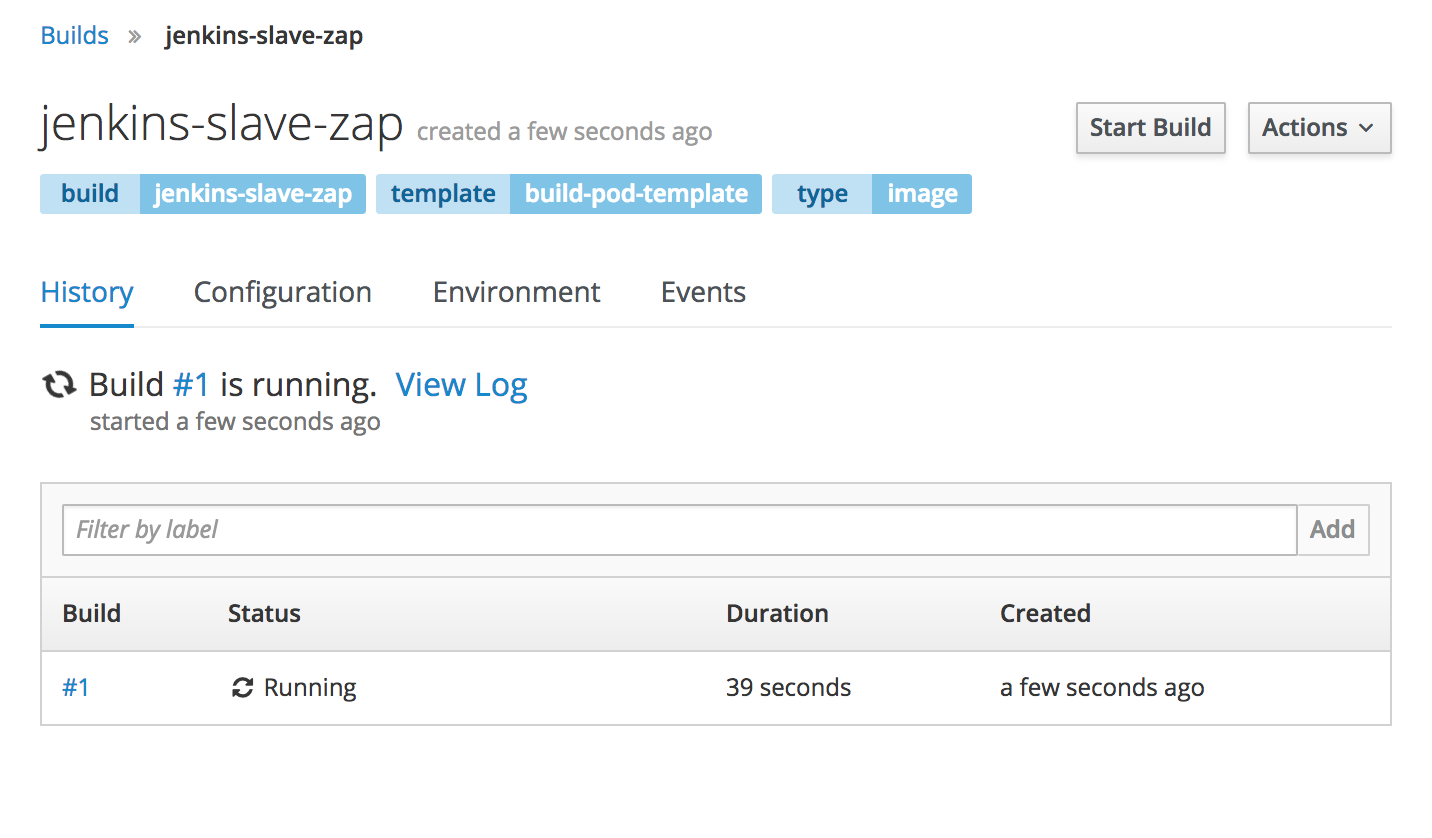 Builds » jenkins-slave-zap
jenkins-slave-zap created a few seconds ago Start Build Actions
build jenkins-slave-zap template build-pod-template type image
History Configuration Environment Events
Build #1 is running. View Log
started a few seconds ago
Filter by label Add
Build Status Duration Created
#1 Running 39 seconds a few seconds ago